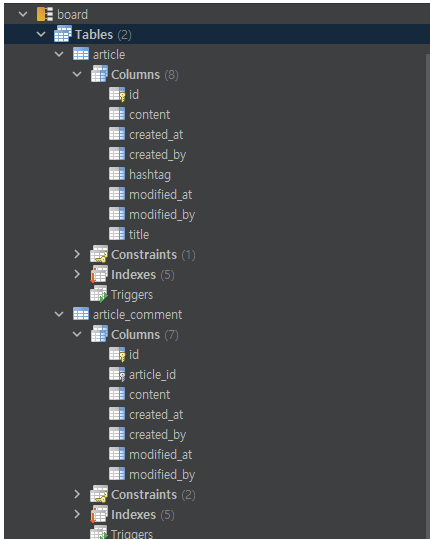 board
Tables (2)
article
Columns (8)
id
content
created_at
created_by
hashtag
modified_at
modified_by
title
Constraints (1)
Indexes (5)
Triggers
article_comment
Columns (7)
id
article_id
content
created_at
created_by
modified_at
modified_by
Constraints (2)
Indexes (5)
Triggers